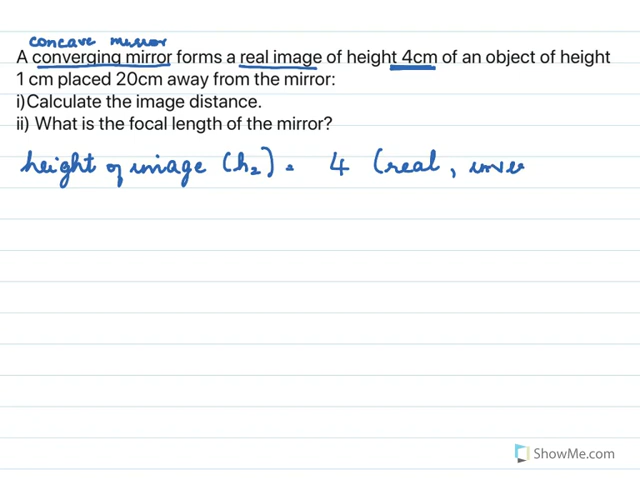 concave mirror
A converging mirror forms a real image of height 4cm of an object of height
1 cm placed 20cm away from the mirror:
i)Calculate the image distance.
ii) What is the focal length of the mirror?
height of image (h₂) = 4 (real, inver
ShowMe.com